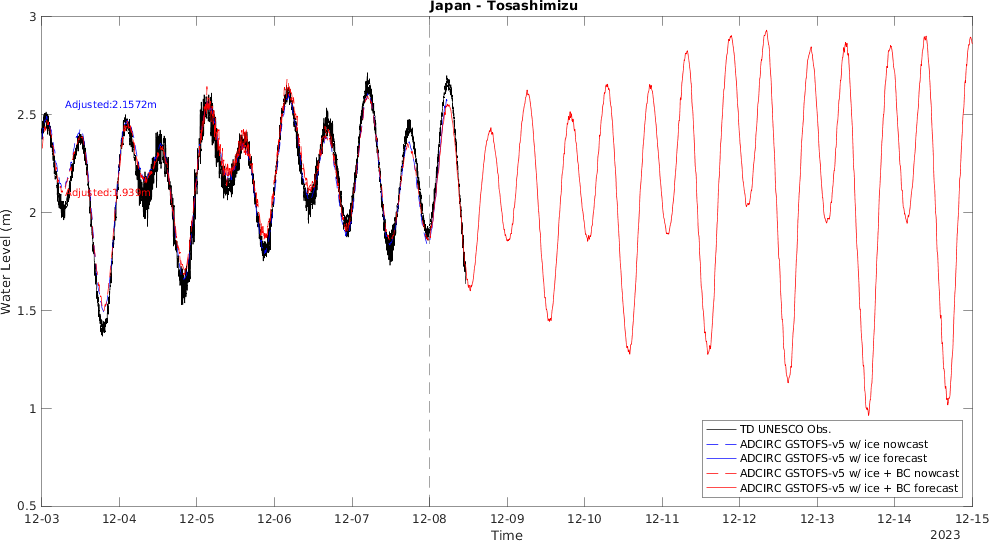 Japan - Tosashimizu
Water Level (m)
3
2.5
2
1.5
1
0.5
Adjusted:2.1572m
TD UNESCO Obs.
ADCIRC GSTOFS-v5 w/ ice nowcast
ADCIRC GSTOFS-v5 w/ ice forecast
ADCIRC GSTOFS-v5 w/ ice + BC nowcast
ADCIRC GSTOFS-v5 w/ ice + BC forecast
12-03 12-04 12-05 12-06 12-07 12-08 12-09 12-10 12-11 12-12 12-13 12-14 12-15
Time
2023